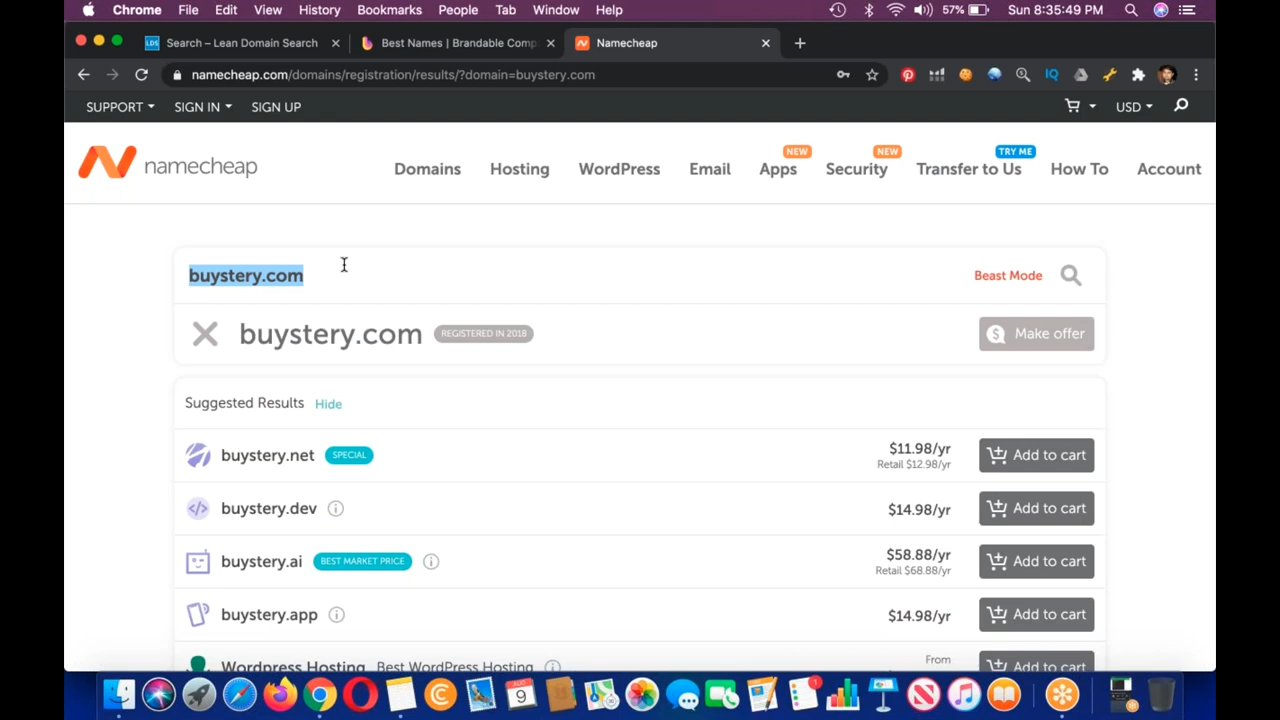 Chrome File Edit View History Bookmarks People Tab Window Help 57% Sun 8:35:49 PM
LDS Search – Lean Domain Search Best Names | Brandable Comp Namecheap
namecheap.com/domains/registration/results/?domain=buystery.com IQ
SUPPORT SIGN IN SIGN UP USD
NEW NEW TRY ME
namecheap Domains Hosting WordPress Email Apps Security Transfer to Us How To Account
buystery.com Beast Mode
buystery.com REGISTERED IN 2018 $ Make offer
Suggested Results Hide
buystery.net SPECIAL $11.98/yr Add to cart
Retail $12.98/yr
buystery.dev $14.98/yr Add to cart
buystery.ai BEST MARKET PRICE $58.88/yr Add to cart
Retail $68.88/yr
buystery.app $14.98/yr Add to cart
From
Wordpress Hosting Best WordPress Hosting Add to cart
AUG
9 1